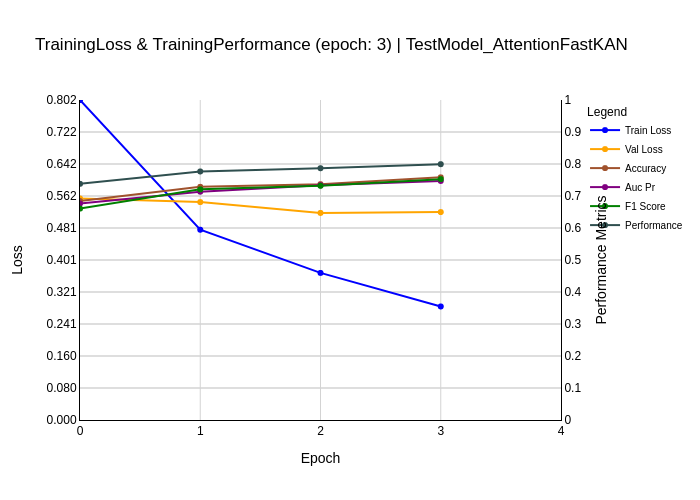 TrainingLoss & TrainingPerformance (epoch: 3) | TestModel_AttentionFastKAN
0.802
0.722
0.642
0.562
0.481
0.401
0.321
0.241
0.160
0.080
0.000
Loss
0
1
2
3
4
Epoch
1
0.9
0.8
0.7
0.6
0.5
0.4
0.3
0.2
0.1
0
Performance Metrics
Legend
Train Loss
Val Loss
Accuracy
Auc Pr
F1 Score
Performance